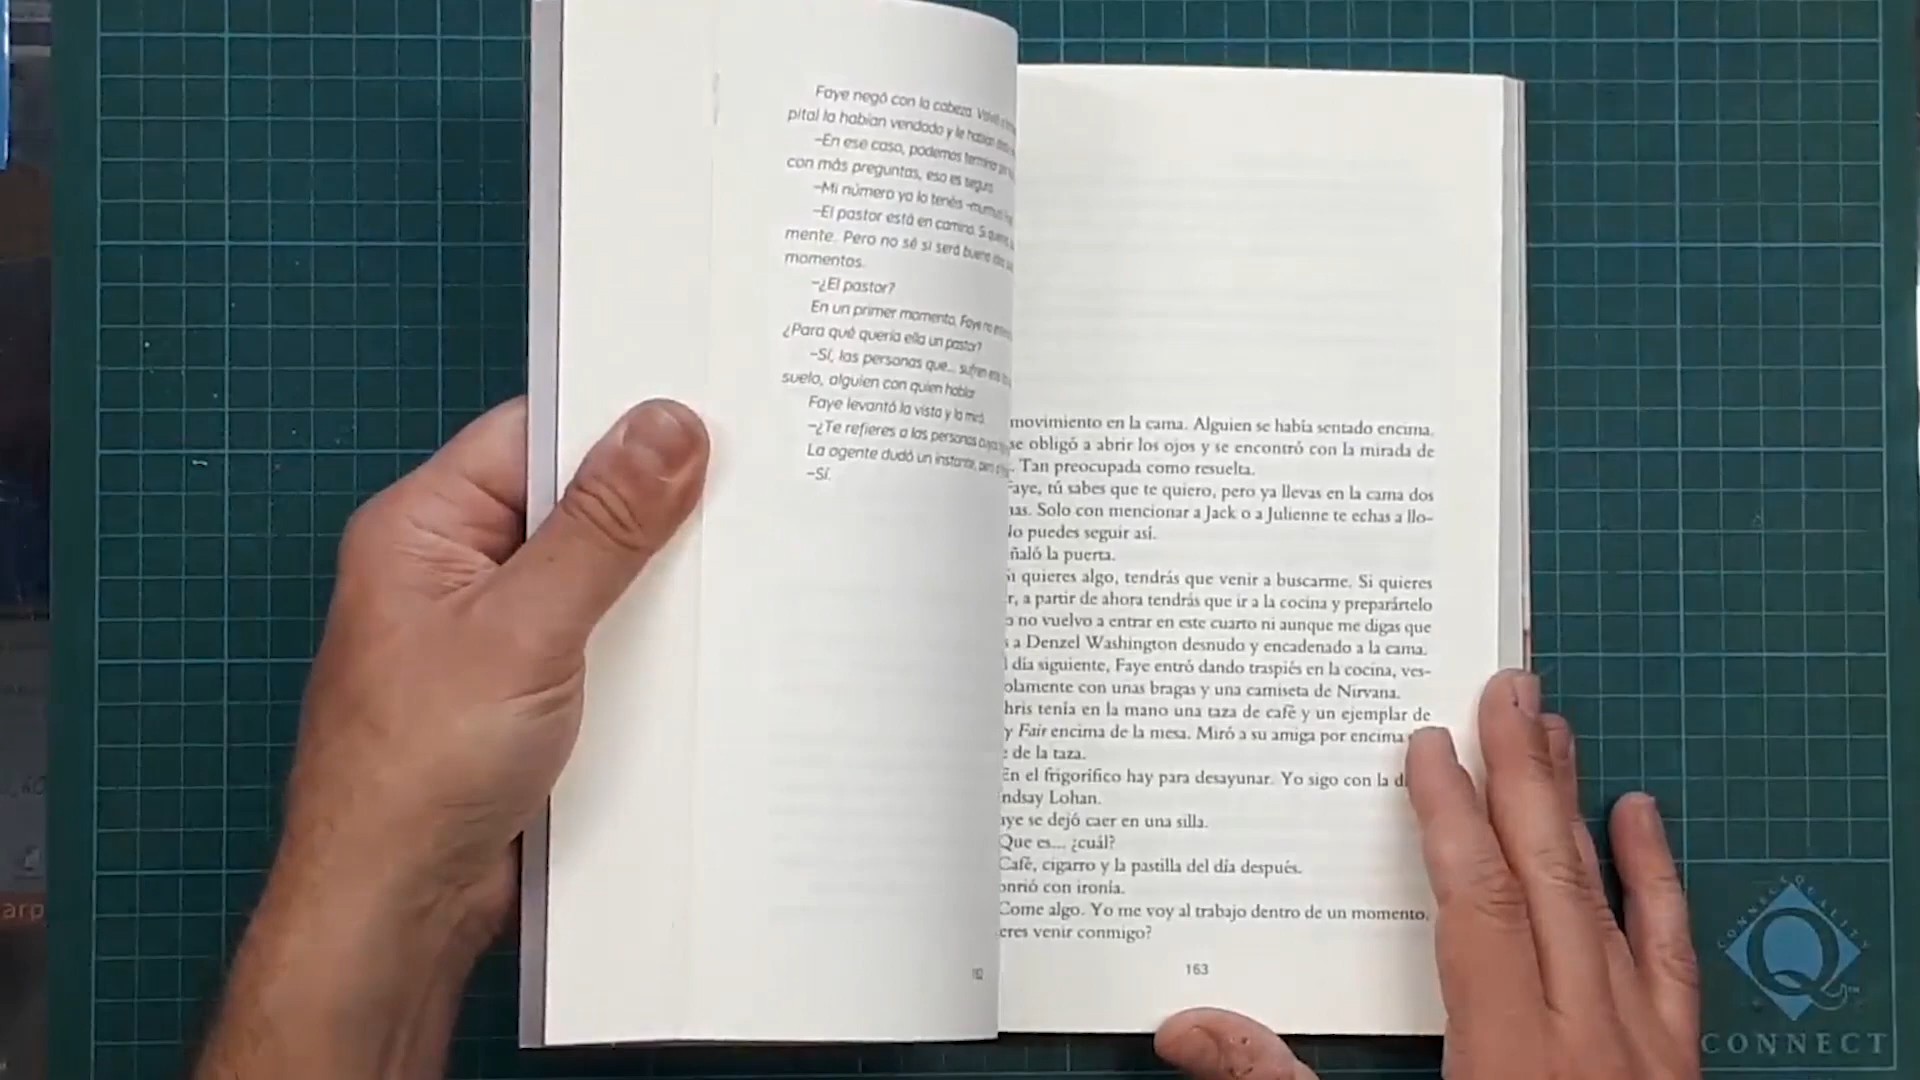 Faye negó con la cabeza.
pital la habían vendado y le habían
–En ese caso, podemos terminar
con más preguntas, eso es seguro.
–Mi número ya lo tenéis
–El pastor está en camino. Si quieres,
mente. Pero no sé si será buena idea
momentos.
–¿El pastor?
En un primer momento, Faye no
¿Para qué quería ella un pastor?
–Sí, las personas que... sufren
suelo, alguien con quien hablar.
Faye levantó la vista y la miró.
–¿Te refieres a las personas
La agente dudó un instante, pero
–Sí.
movimiento en la cama. Alguien se había sentado encima.
se obligó a abrir los ojos y se encontró con la mirada de
. Tan preocupada como resuelta.
Faye, tú sabes que te quiero, pero ya llevas en la cama dos
nas. Solo con mencionar a Jack o a Julienne te echas a llo-
No puedes seguir así.
ñaló la puerta.
Si quieres algo, tendrás que venir a buscarme. Si quieres
r, a partir de ahora tendrás que ir a la cocina y preparártelo
o no vuelvo a entrar en este cuarto ni aunque me digas que
s a Denzel Washington desnudo y encadenado a la cama.
l día siguiente, Faye entró dando traspiés en la cocina, ves-
olamente con unas bragas y una camiseta de Nirvana.
hris tenía en la mano una taza de café y un ejemplar de
y Fair encima de la mesa. Miró a su amiga por encima
e de la taza.
En el frigorífico hay para desayunar. Yo sigo con la d
ndsay Lohan.
aye se dejó caer en una silla.
Que es... ¿cuál?
Café, cigarro y la pastilla del día después.
onrió con ironía.
Come algo. Yo me voy al trabajo dentro de un momento.
eres venir conmigo?
163
CONNECT QUALITY
Q
CONNECT
arp